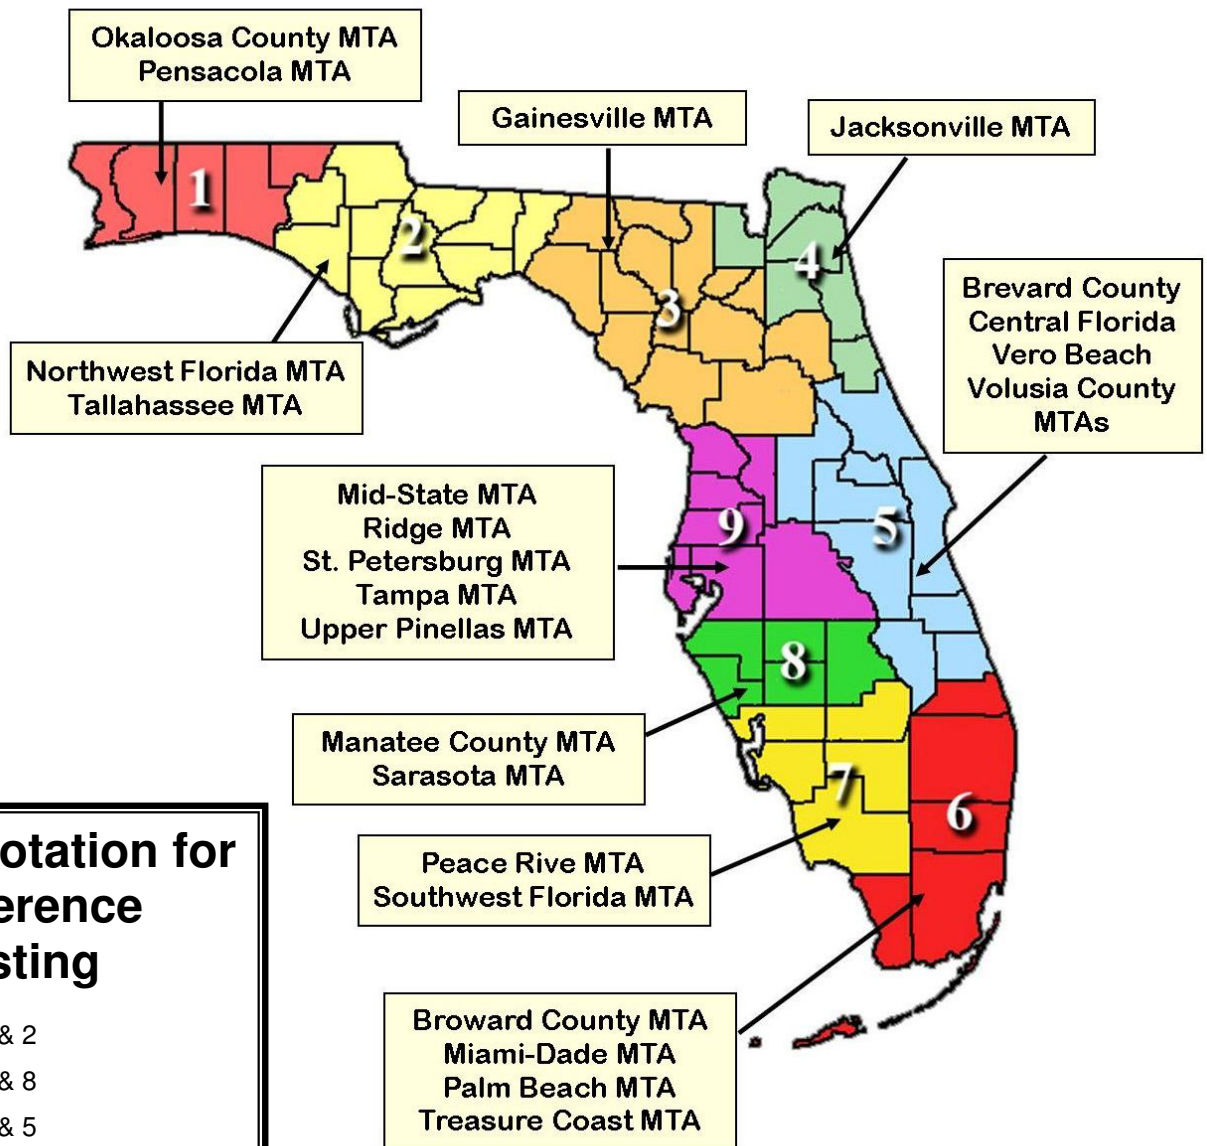 Okaloosa County MTA
Pensacola MTA
Gainesville MTA
Jacksonville MTA
1
2
3
4
Brevard County
Central Florida
Vero Beach
Volusia County
MTAs
Northwest Florida MTA
Tallahassee MTA
Mid-State MTA
Ridge MTA
St. Petersburg MTA
Tampa MTA
Upper Pinellas MTA
9
5
8
Manatee County MTA
Sarasota MTA
7
6
Peace Rive MTA
Southwest Florida MTA
Broward County MTA
Miami-Dade MTA
Palm Beach MTA
Treasure Coast MTA
otation for
erence
sting
& 2
& 8
& 5